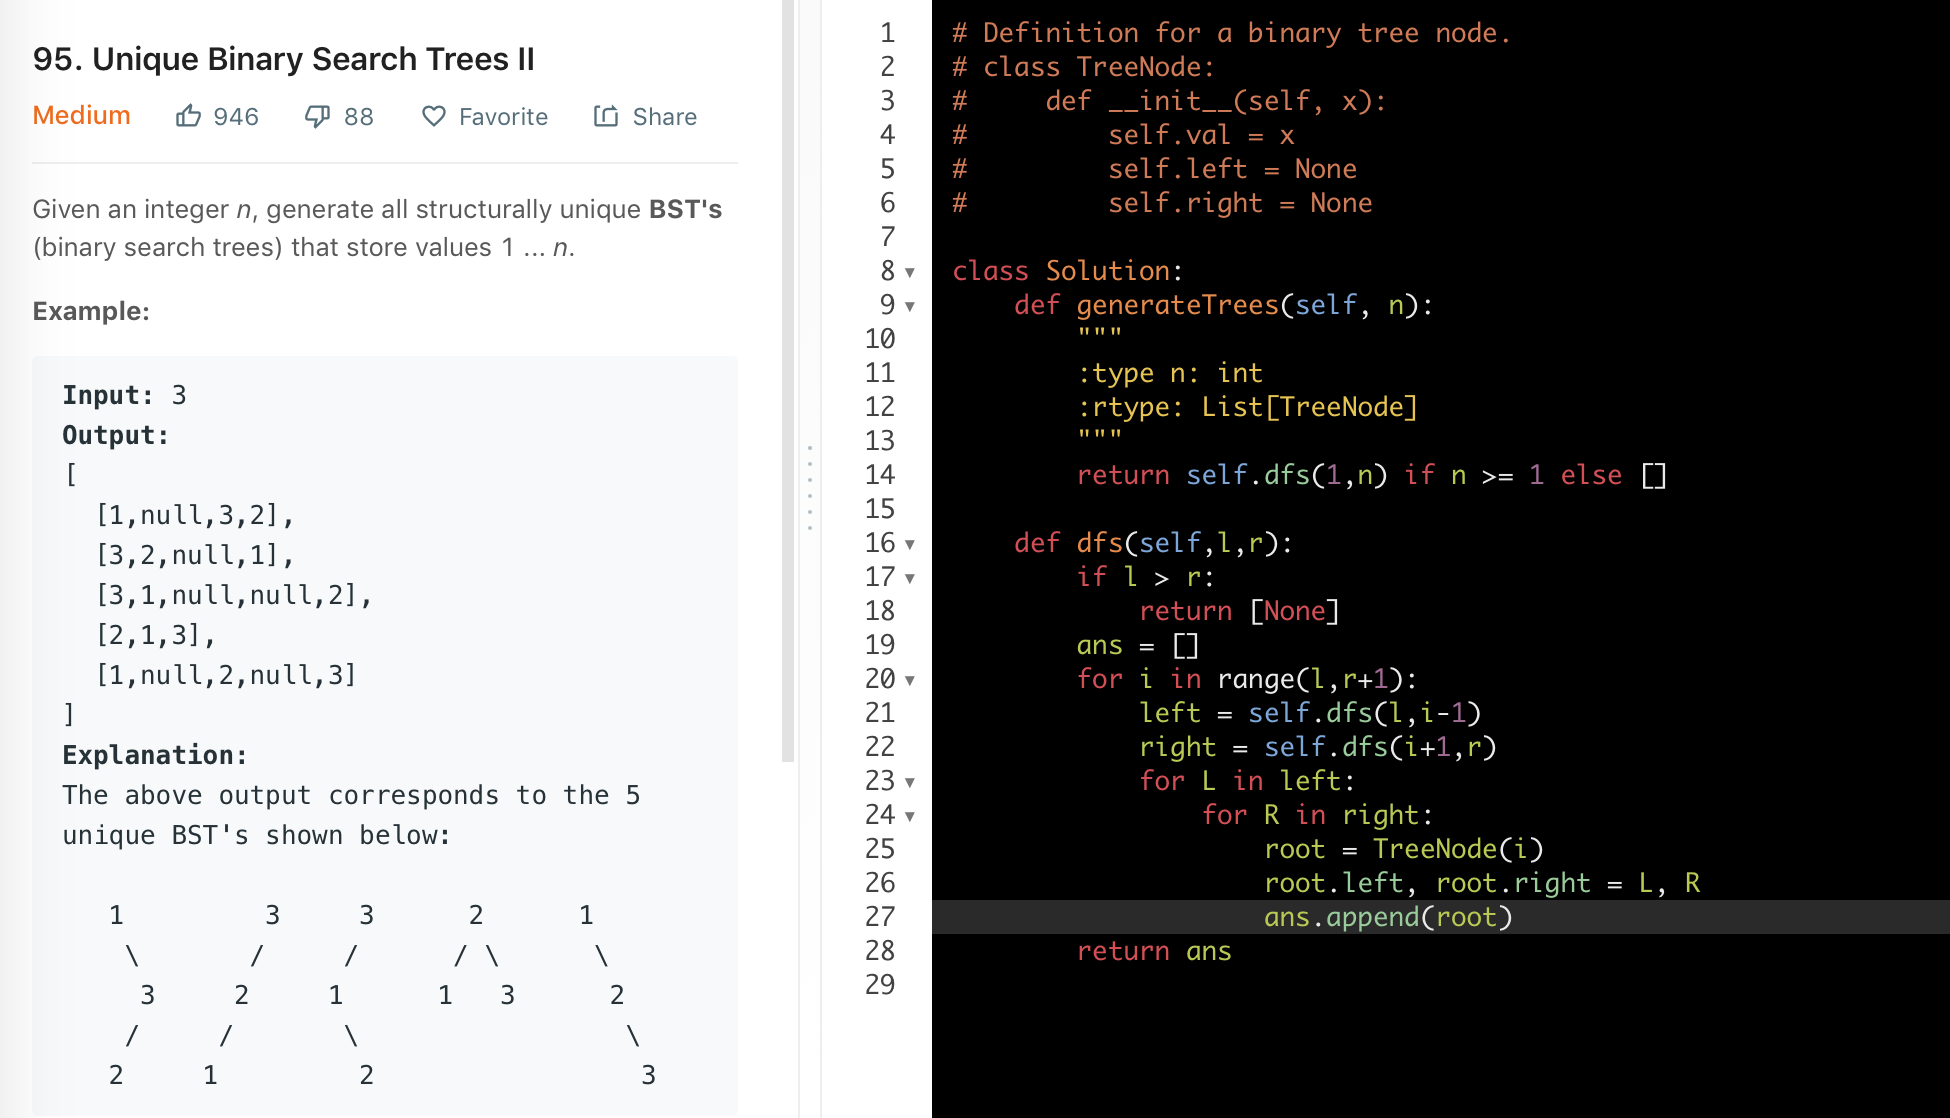 95. Unique Binary Search Trees II
Medium 946 88 Favorite Share
Given an integer n, generate all structurally unique BST's
(binary search trees) that store values 1 ... n.
Example:
Input: 3
Output:
[
  [1,null,3,2],
  [3,2,null,1],
  [3,1,null,null,2],
  [2,1,3],
  [1,null,2,null,3]
]
Explanation:
The above output corresponds to the 5
unique BST's shown below:
   1         3     3      2      1
    \       /     /      / \      \
     3     2     1      1   3      2
    /     /       \                 \
   2     1         2                 3
1 # Definition for a binary tree node.
2 # class TreeNode:
3 #     def __init__(self, x):
4 #         self.val = x
5 #         self.left = None
6 #         self.right = None
7
8 ▾ class Solution:
9 ▾     def generateTrees(self, n):
10         """
11         :type n: int
12         :rtype: List[TreeNode]
13         """
14         return self.dfs(1,n) if n >= 1 else []
15
16 ▾     def dfs(self,l,r):
17 ▾         if l > r:
18             return [None]
19         ans = []
20 ▾         for i in range(l,r+1):
21             left = self.dfs(l,i-1)
22             right = self.dfs(i+1,r)
23 ▾             for L in left:
24 ▾                 for R in right:
25                     root = TreeNode(i)
26                     root.left, root.right = L, R
27                     ans.append(root)
28         return ans
29